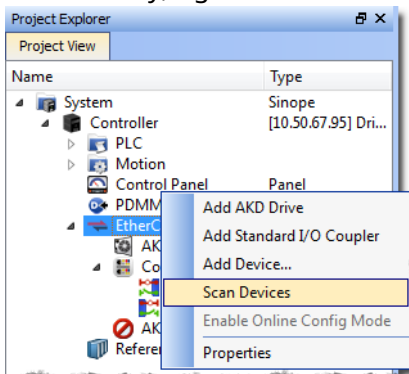 Project Explorer
Project View
Name Type
System Sinope
Controller [10.50.67.95] Dri...
PLC
Motion
Control Panel Panel
PDMM
EtherC
Add AKD Drive
AK
Add Standard I/O Coupler
Co
Add Device...
Scan Devices
Enable Online Config Mode
AK
Referen
Properties